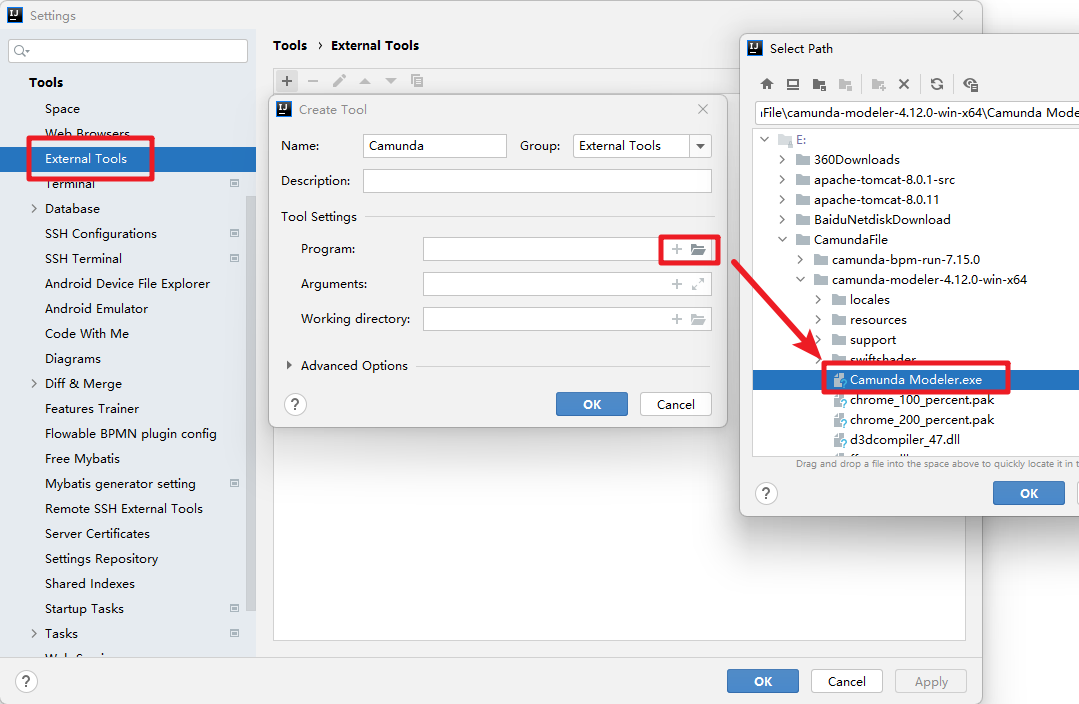 Settings
Tools
Space
Web Browsers
External Tools
Terminal
Database
SSH Configurations
SSH Terminal
Android Device File Explorer
Android Emulator
Code With Me
Diagrams
Diff & Merge
Features Trainer
Flowable BPMN plugin config
Free Mybatis
Mybatis generator setting
Remote SSH External Tools
Server Certificates
Settings Repository
Shared Indexes
Startup Tasks
Tasks
Tools › External Tools
Create Tool
Name: Camunda Group: External Tools
Description:
Tool Settings
Program:
Arguments:
Working directory:
Advanced Options
? OK Cancel
Select Path
File\camunda-modeler-4.12.0-win-x64\Camunda Mode
E:
360Downloads
apache-tomcat-8.0.1-src
apache-tomcat-8.0.11
BaiduNetdiskDownload
CamundaFile
camunda-bpm-run-7.15.0
camunda-modeler-4.12.0-win-x64
locales
resources
support
swiftshader
Camunda Modeler.exe
chrome_100_percent.pak
chrome_200_percent.pak
d3dcompiler_47.dll
Drag and drop a file into the space above to quickly locate it in t
? OK
? OK Cancel Apply